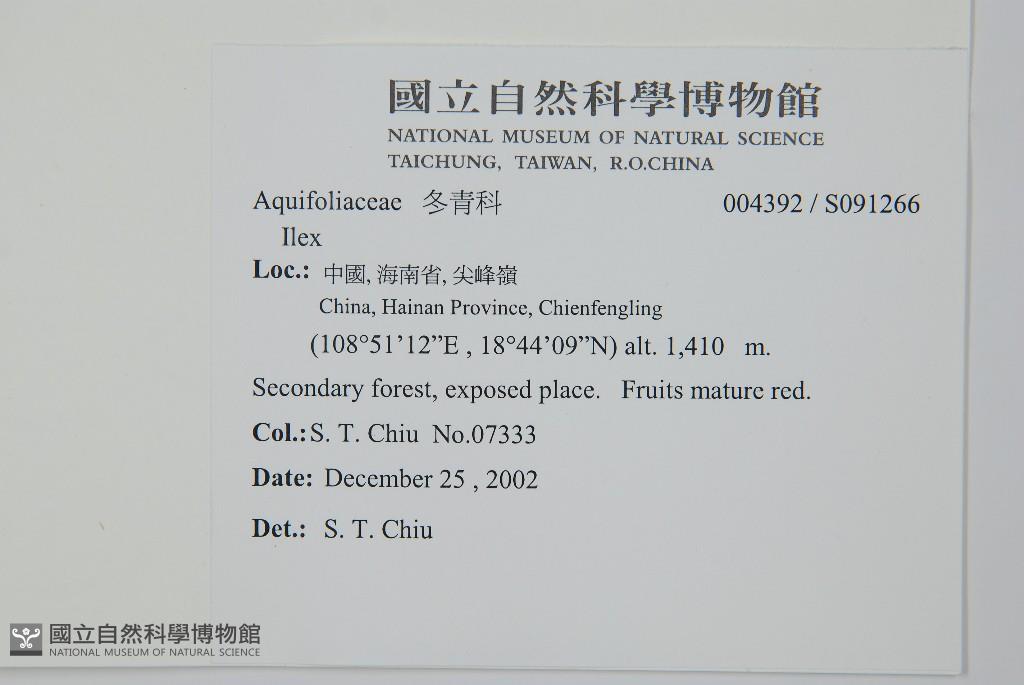 國立自然科學博物館
NATIONAL MUSEUM OF NATURAL SCIENCE
TAICHUNG, TAIWAN, R.O.CHINA
Aquifoliaceae 冬青科 004392 / S091266
Ilex
Loc.: 中國, 海南省, 尖峰嶺
China, Hainan Province, Chienfengling
(108°51’12”E , 18°44’09”N) alt. 1,410 m.
Secondary forest, exposed place. Fruits mature red.
Col.: S. T. Chiu No.07333
Date: December 25 , 2002
Det.: S. T. Chiu
國立自然科學博物館
NATIONAL MUSEUM OF NATURAL SCIENCE